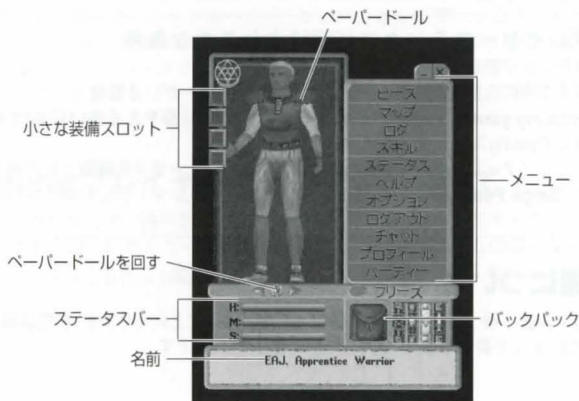 ペーパードール
小さな装備スロット
ピース
マップ
ログ
スキル
ステータス
ヘルプ
オプション
ログアウト
チャット
プロフィール
パーティー
フリーズ
メニュー
ペーパードールを回す
ステータスバー
H:
M:
S:
バックパック
名前
EAJ, Apprentice Warrior